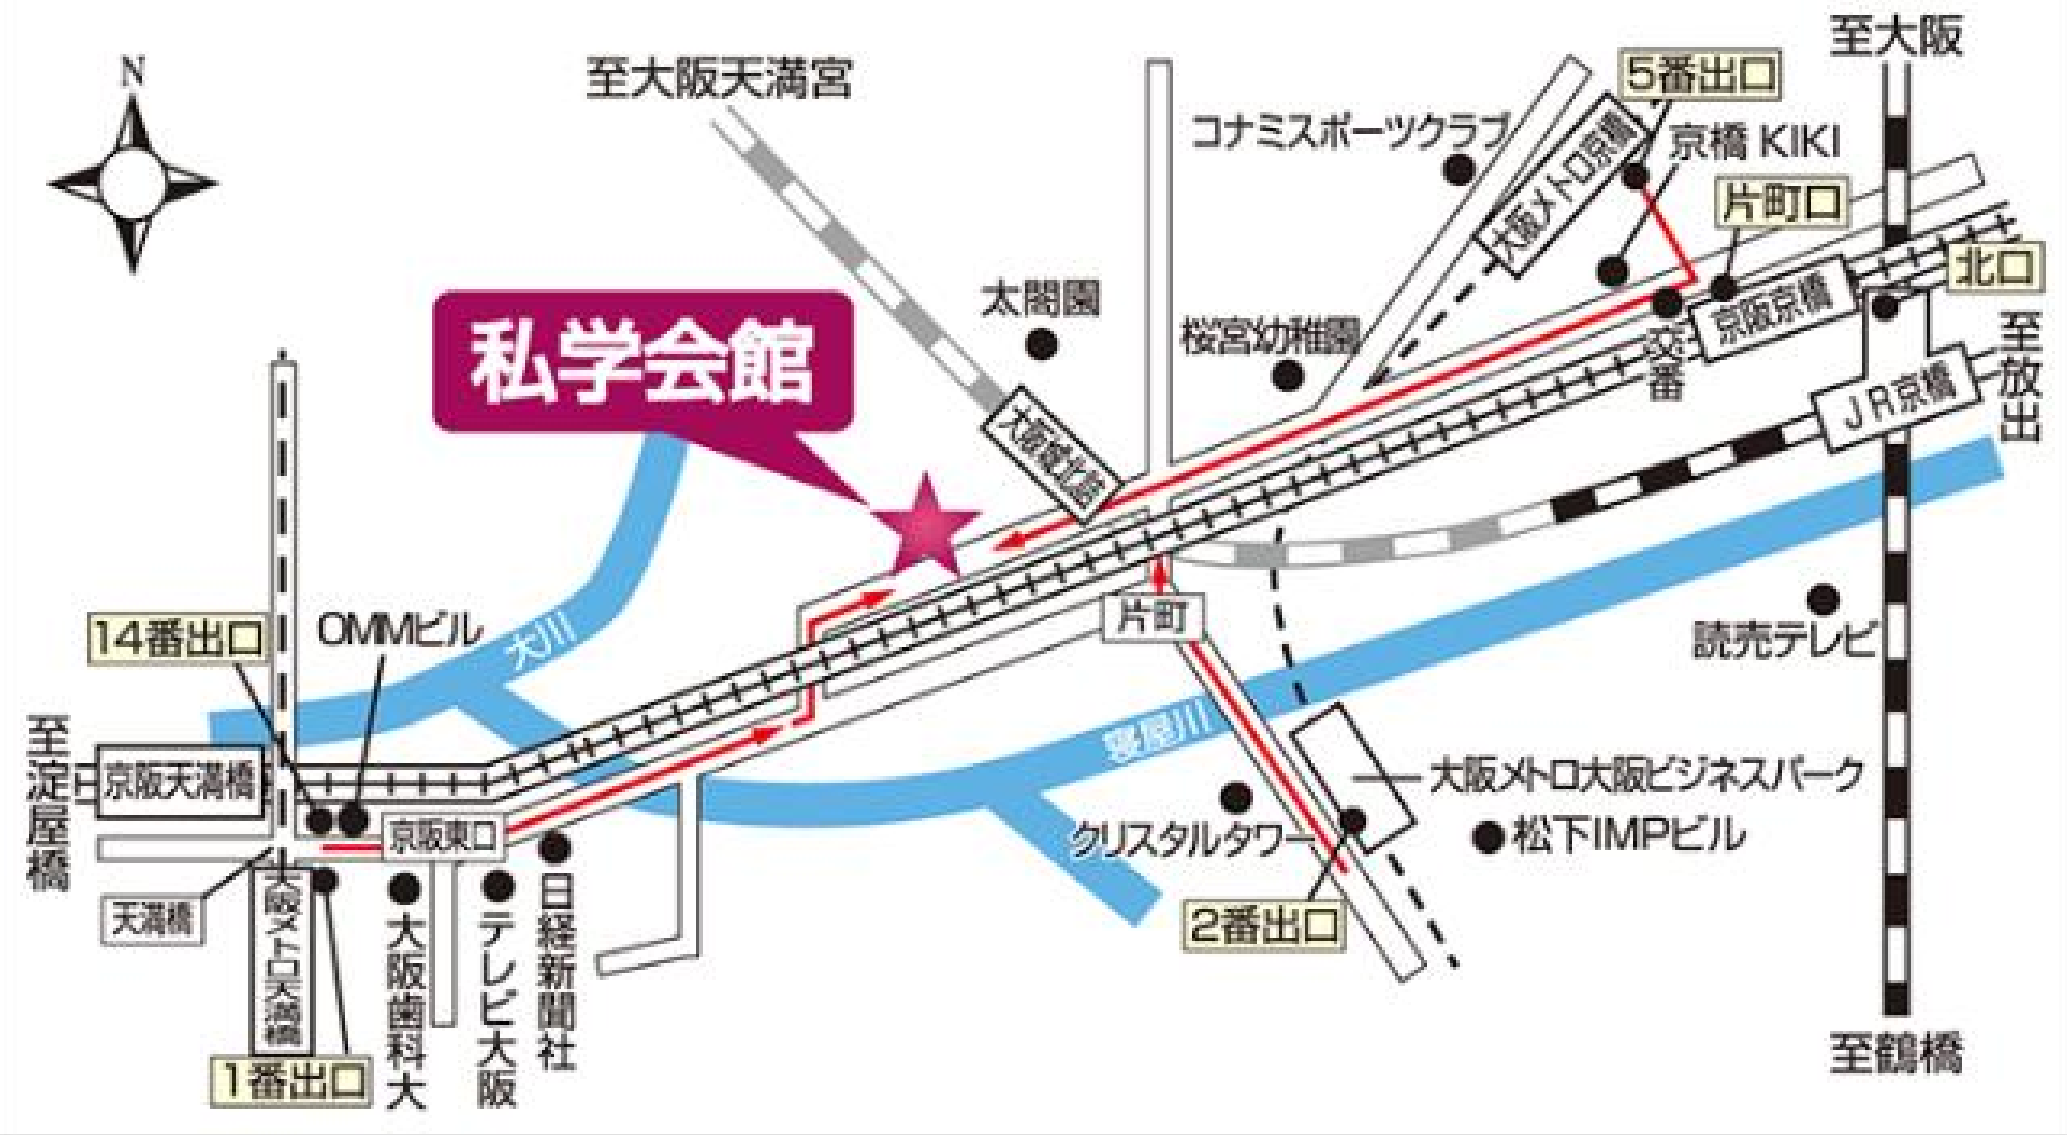 N
至大阪天満宮
至大阪
5番出口
コナミスポーツクラブ
大阪メトロ京橋
京橋 KIKI
片町口
北口
京阪京橋
交番
至放出
JR京橋
太閤園
桜宮幼稚園
私学会館
大阪城北詰
14番出口
OMMビル
大川
片町
読売テレビ
寝屋川
至淀屋橋
京阪天満橋
京阪東口
天満橋
大阪メトロ天満橋
1番出口
大阪歯科大
テレビ大阪
日経新聞社
大阪メトロ大阪ビジネスパーク
クリスタルタワー
松下IMPビル
2番出口
至鶴橋